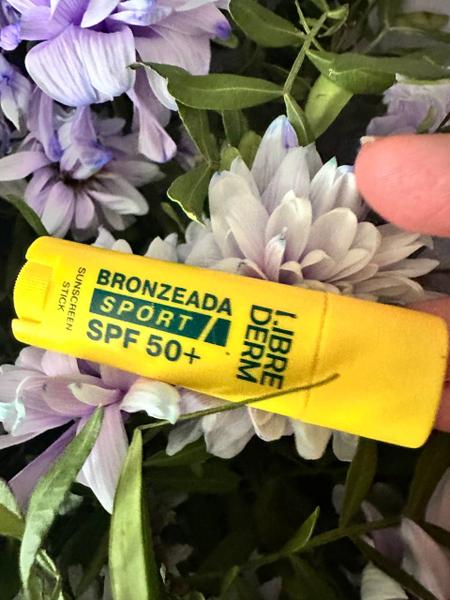 SUNSCREEN
STICK
BRONZEADA
SPORT
SPF 50+
LIBRE
DERM